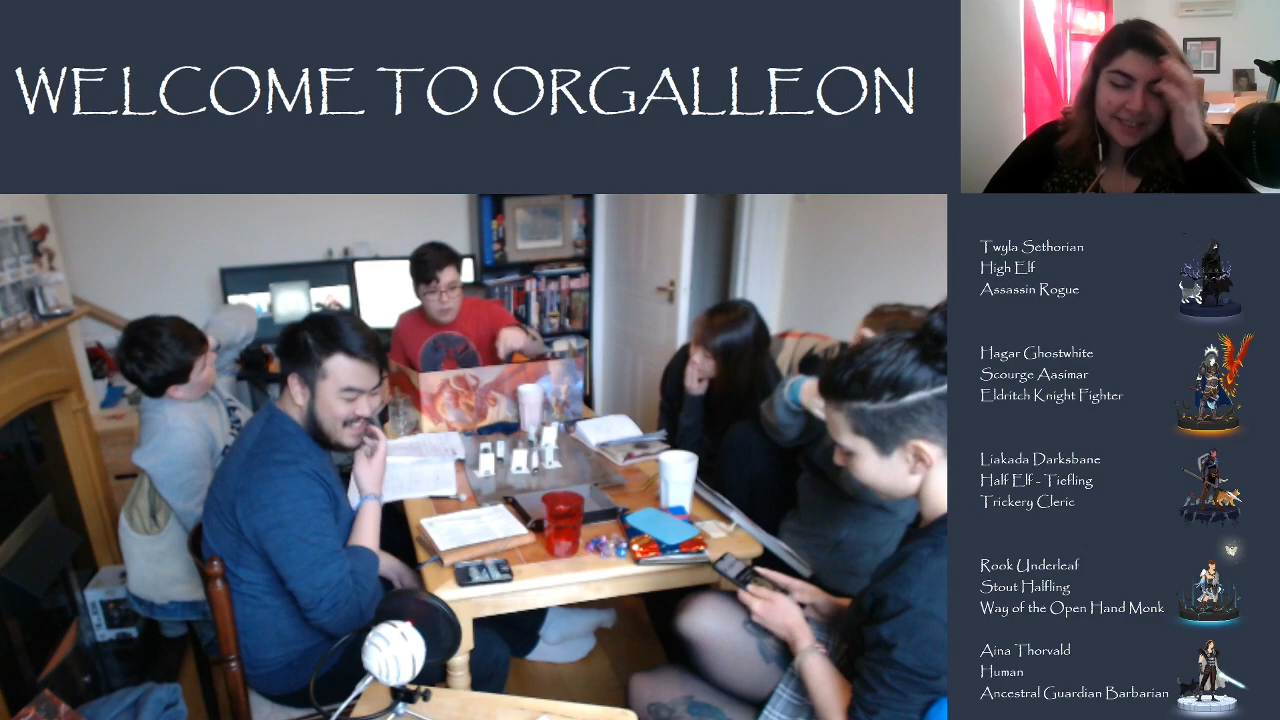 WELCOME TO ORGALLEON
Twyla Sethorian
High Elf
Assassin Rogue
Hagar Ghostwhite
Scourge Aasimar
Eldritch Knight Fighter
Liakada Darksbane
Half Elf - Tiefling
Trickery Cleric
Rook Underleaf
Stout Halfling
Way of the Open Hand Monk
Aina Thorvald
Human
Ancestral Guardian Barbarian